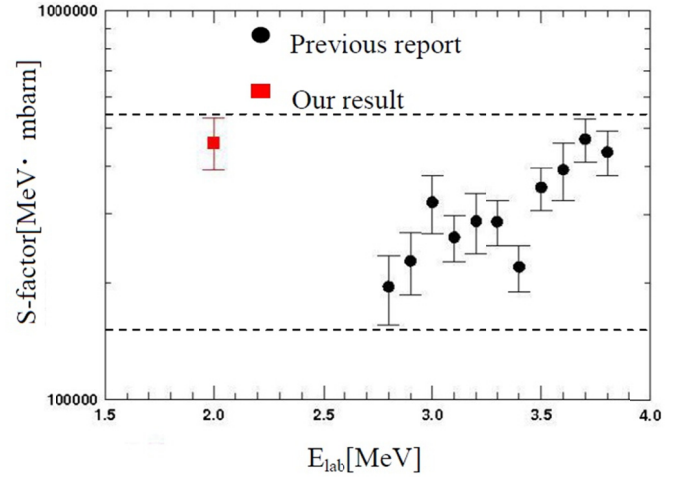 1000000
Previous report
Our result
S-factor[MeV· mbarn]
100000
1.5 2.0 2.5 3.0 3.5 4.0
E_lab[MeV]